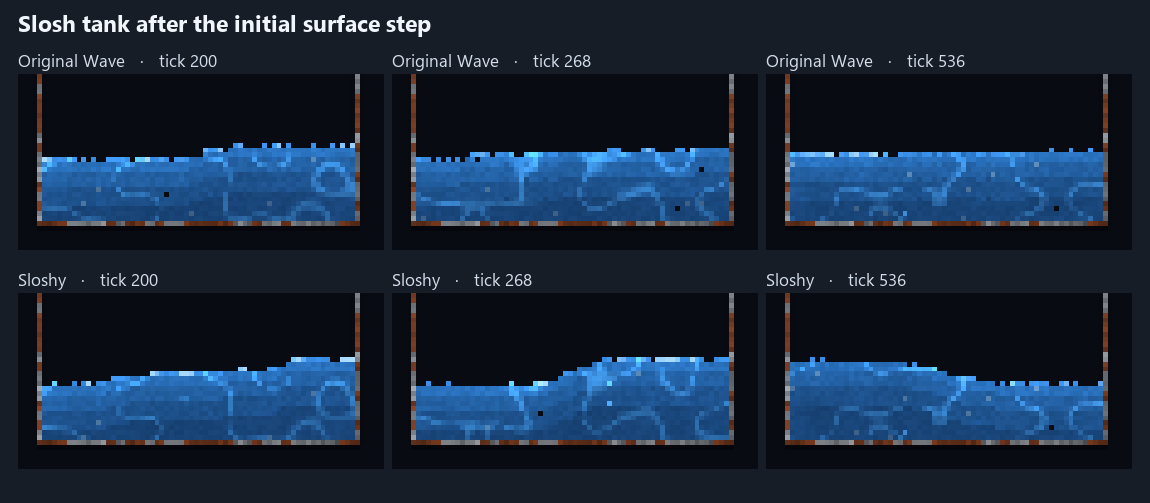 Slosh tank after the initial surface step
Original Wave · tick 200
Original Wave · tick 268
Original Wave · tick 536
Sloshy · tick 200
Sloshy · tick 268
Sloshy · tick 536